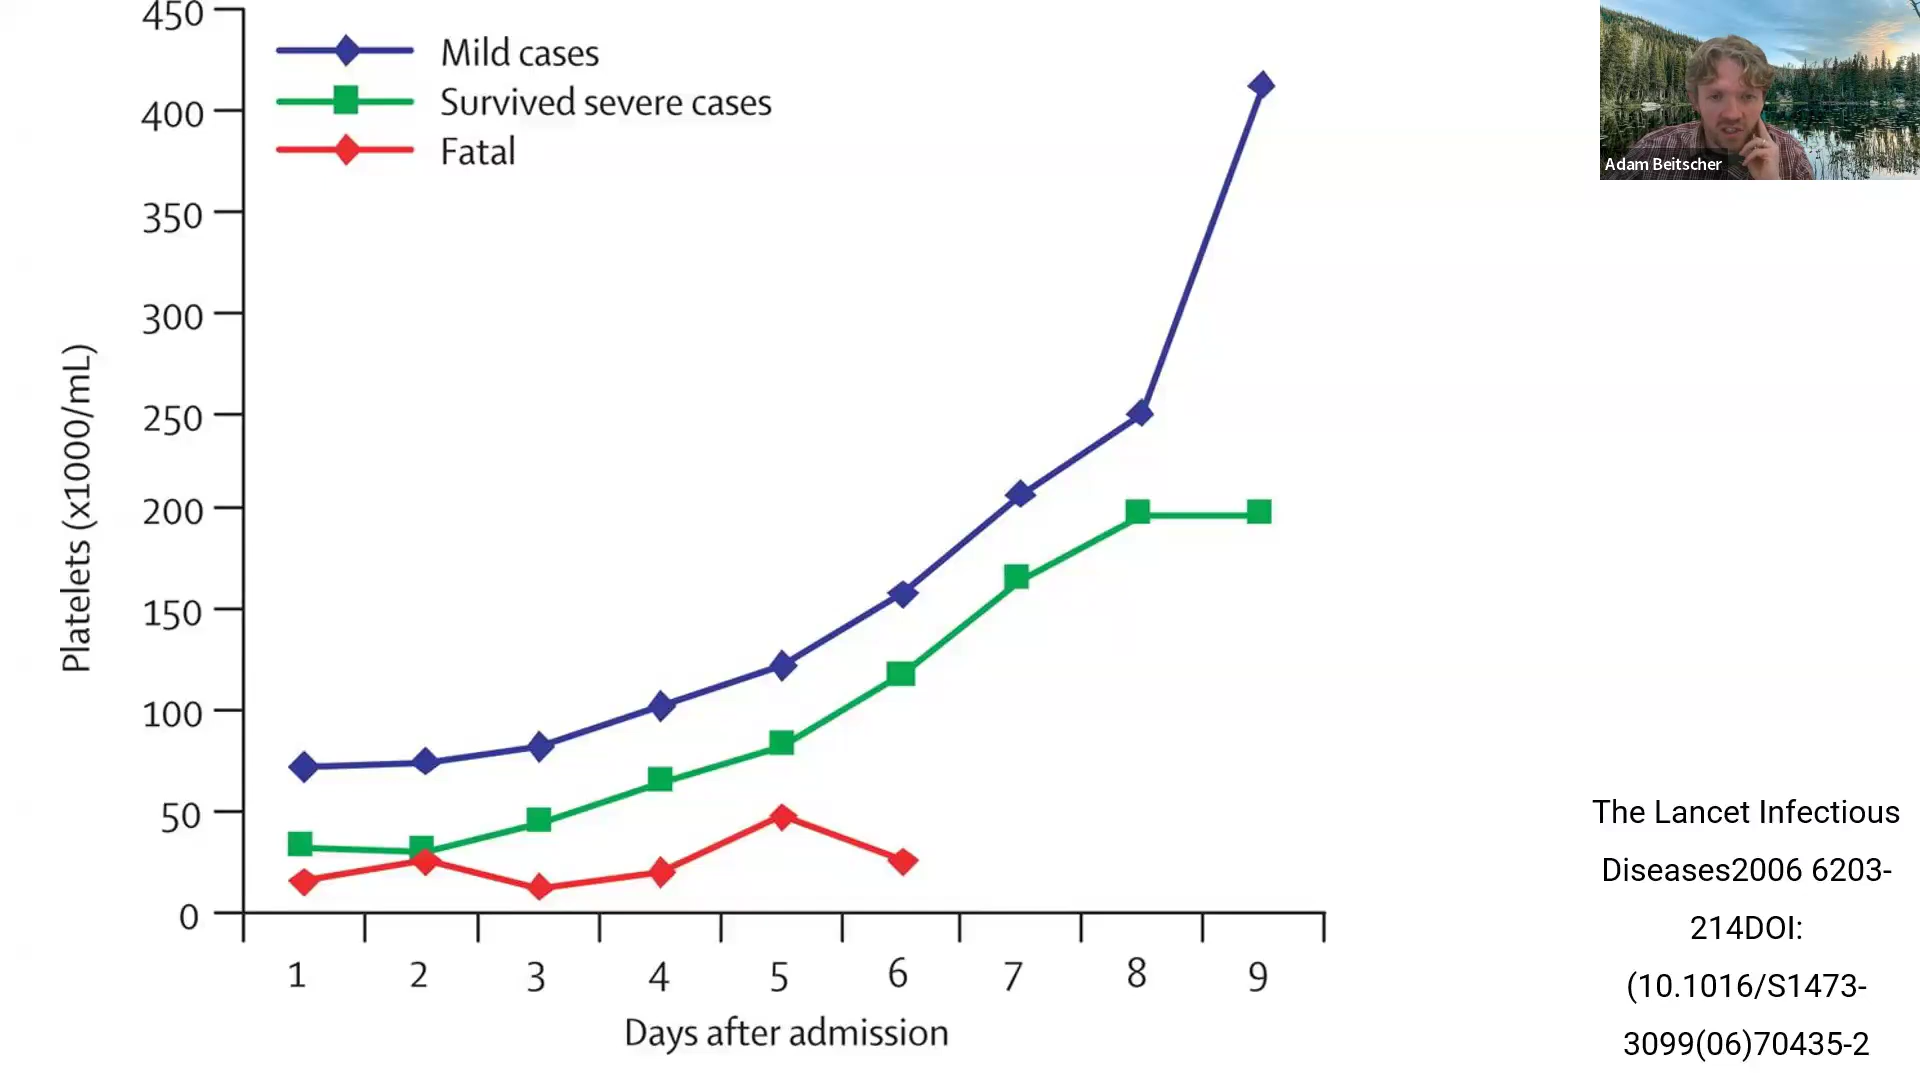 450
400
350
300
250
200
150
100
50
0
Platelets (x1000/mL)
Mild cases
Survived severe cases
Fatal
1 2 3 4 5 6 7 8 9
Days after admission
Adam Beitscher
The Lancet Infectious
Diseases2006 6203-
214DOI:
(10.1016/S1473-
3099(06)70435-2